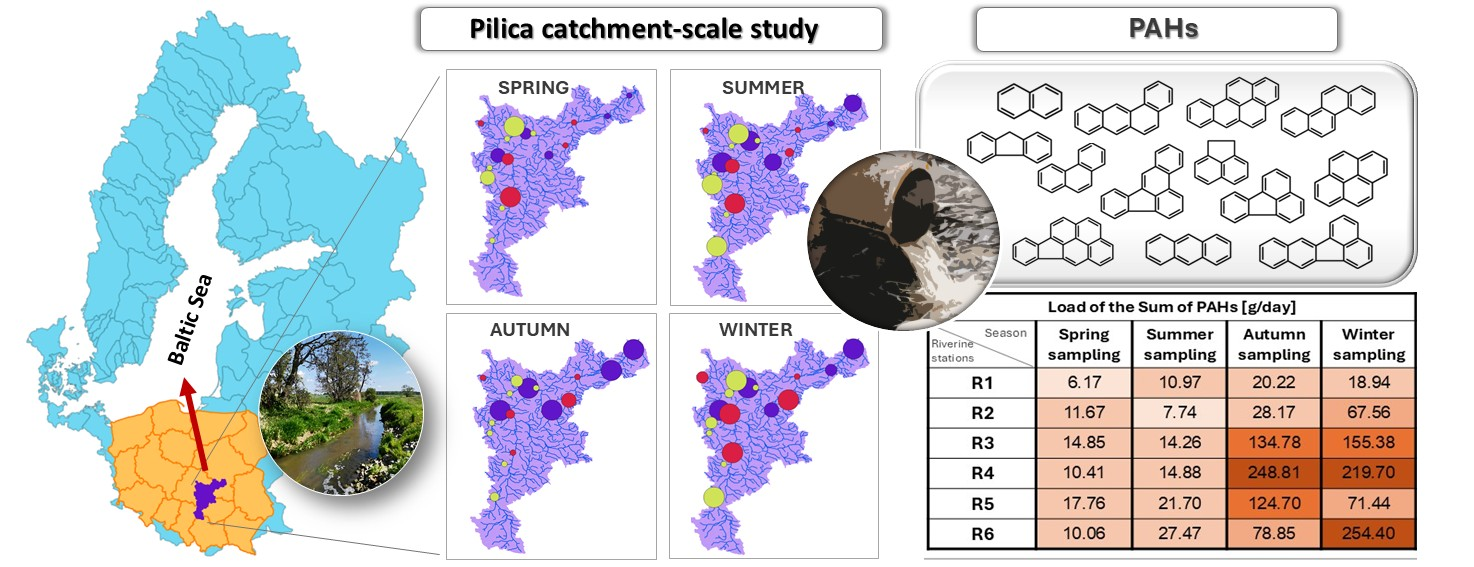 Pilica catchment-scale study
PAHs
SPRING
SUMMER
AUTUMN
WINTER
Baltic Sea
Load of the Sum of PAHs [g/day]
Season
Riverine
stations
Spring
sampling
Summer
sampling
Autumn
sampling
Winter
sampling
R1 6.17 10.97 20.22 18.94
R2 11.67 7.74 28.17 67.56
R3 14.85 14.26 134.78 155.38
R4 10.41 14.88 248.81 219.70
R5 17.76 21.70 124.70 71.44
R6 10.06 27.47 78.85 254.40